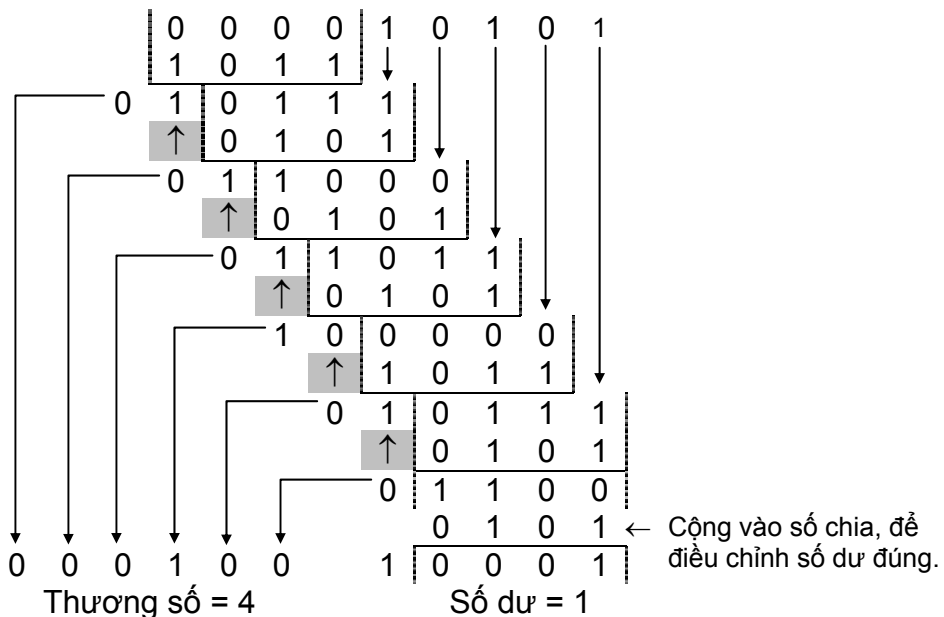 0 0 0 0 1 0 1 0 1
1 0 1 1
0 1 0 1 1 1
↑ 0 1 0 1
0 1 1 0 0 0
↑ 0 1 0 1
0 1 1 0 1 1
↑ 0 1 0 1
1 0 0 0 0 0
↑ 1 0 1 1
0 1 0 1 1 1
↑ 0 1 0 1
0 1 1 0 0
0 1 0 1 ← Cộng vào số chia, để
điều chỉnh số dư đúng.
0 0 0 1 0 0 1 0 0 0 1
Thương số = 4 Số dư = 1